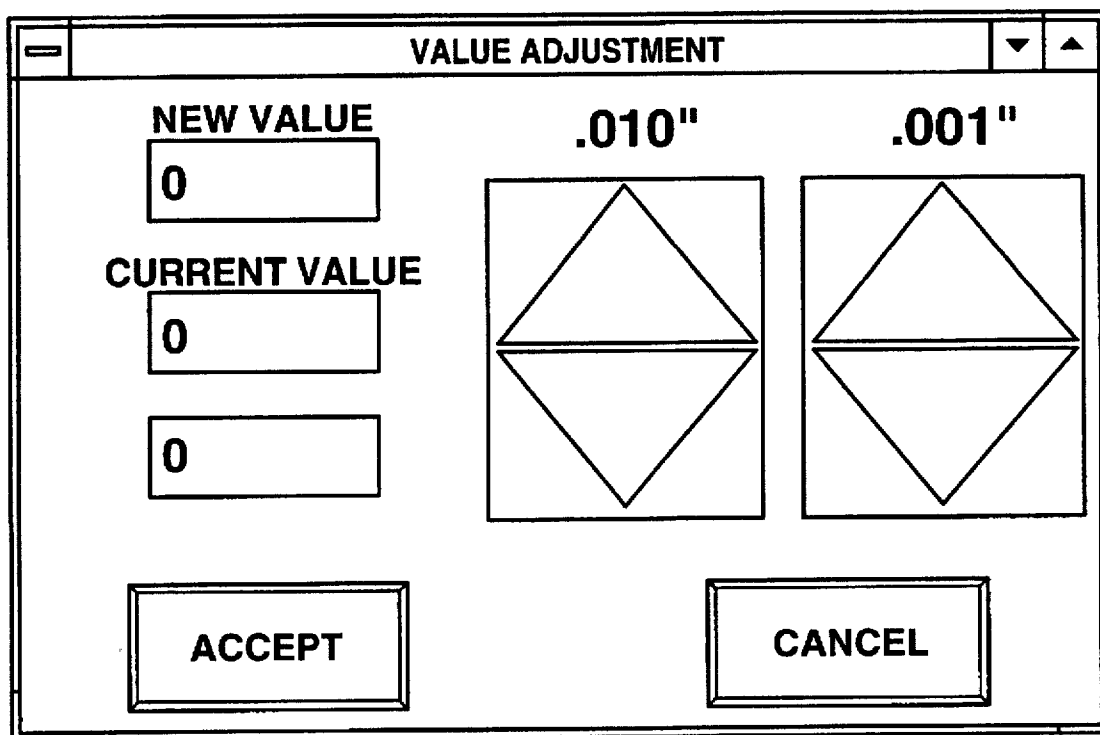 VALUE ADJUSTMENT
NEW VALUE
0
CURRENT VALUE
0
0
.010"
.001"
ACCEPT
CANCEL